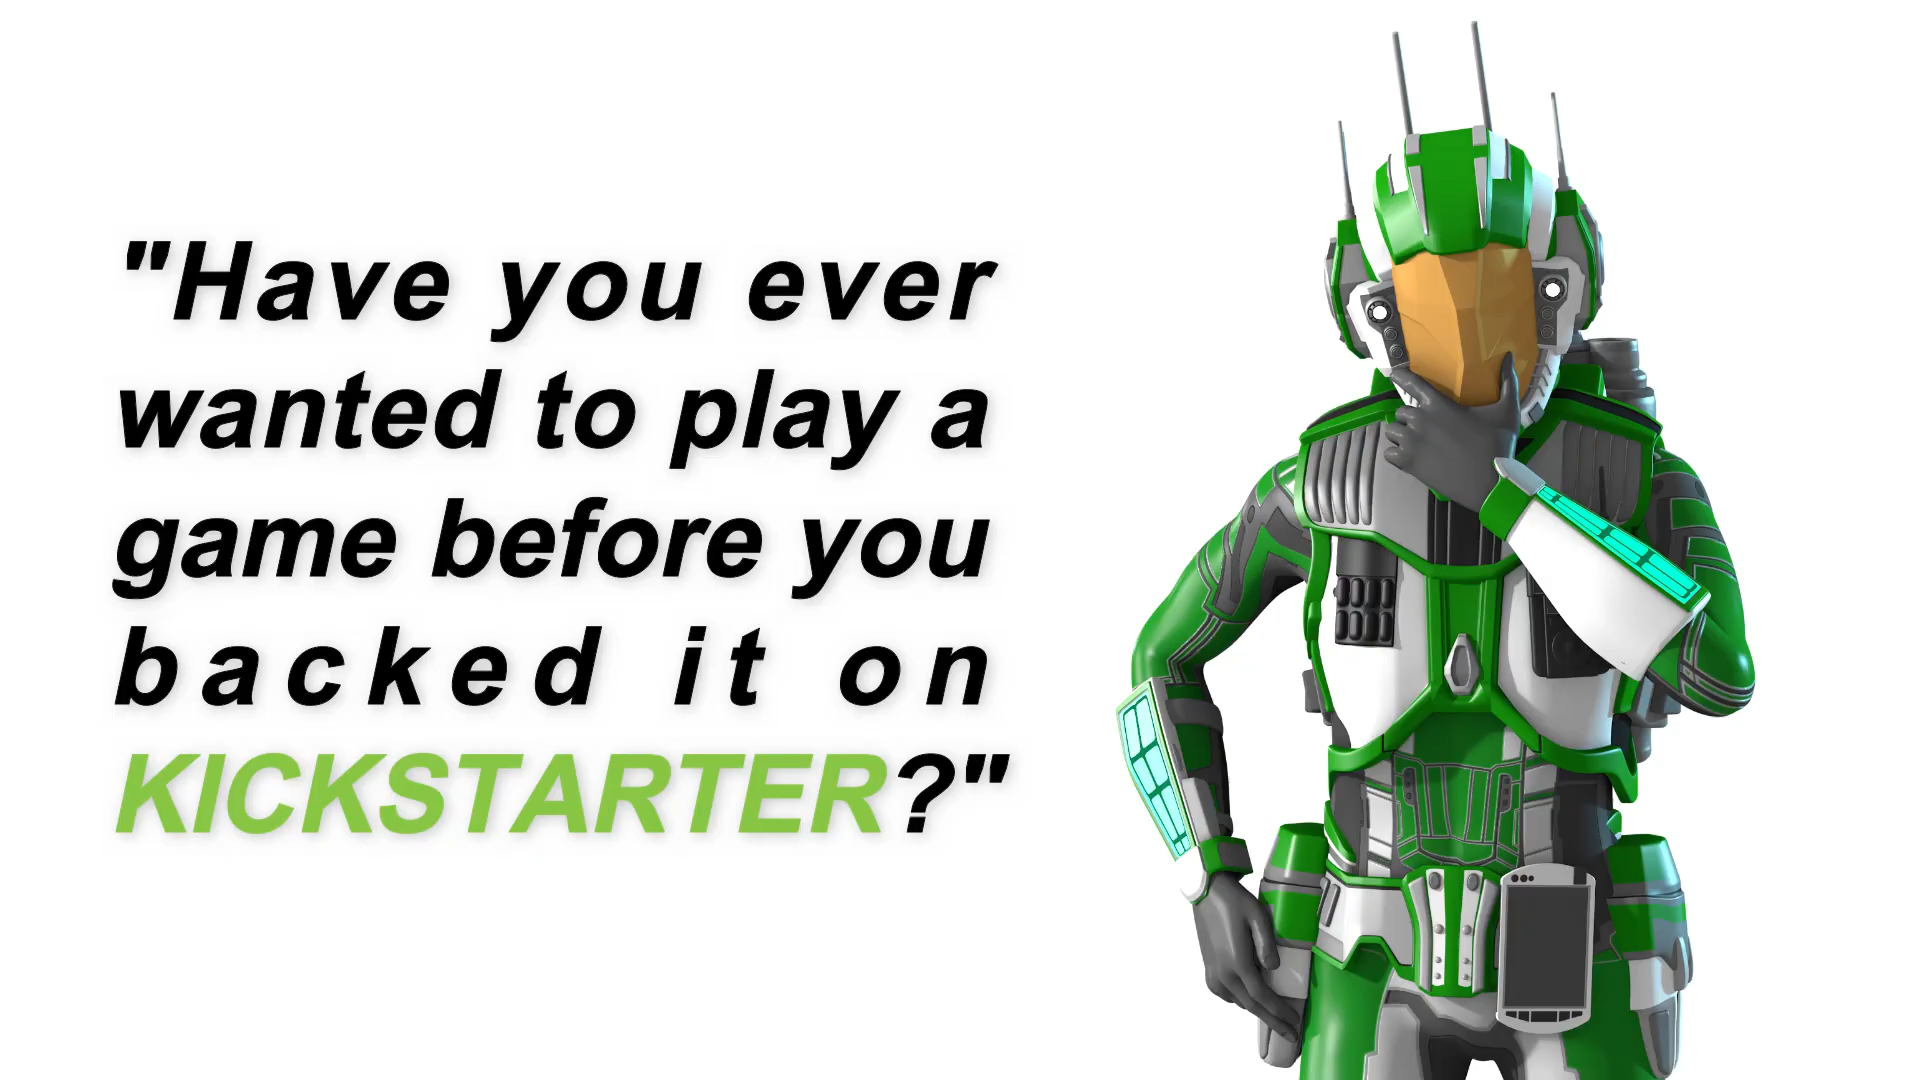 "Have you ever
wanted to play a
game before you
backed it on
KICKSTARTER?"